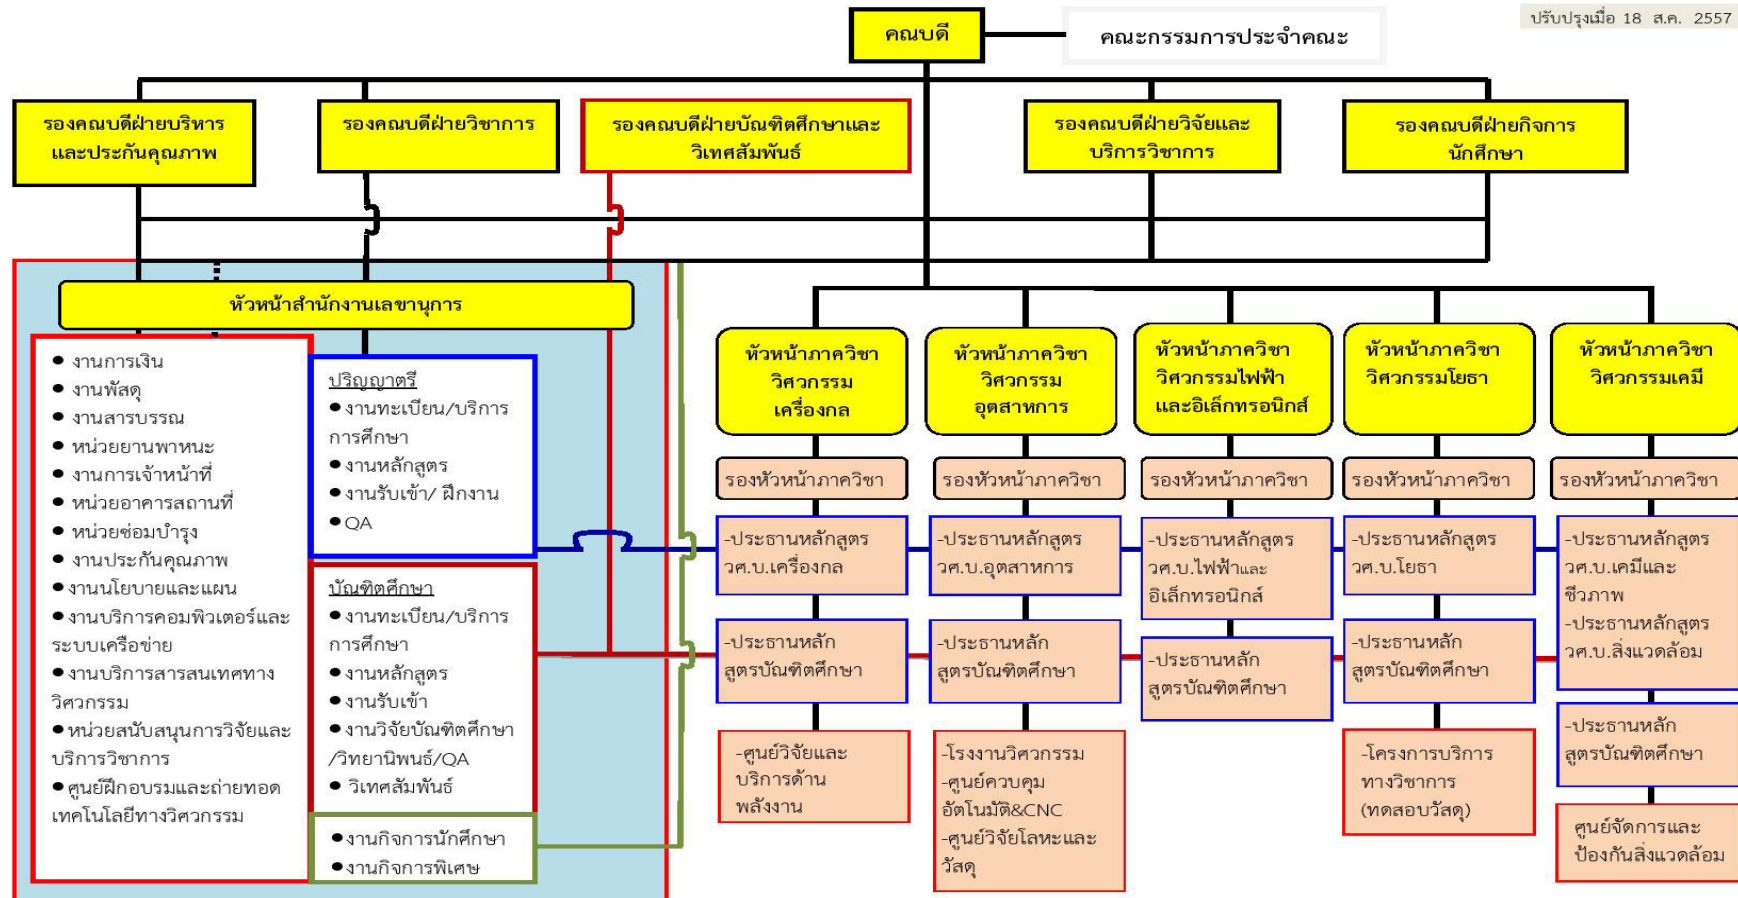 ปรับปรุงเมื่อ 18 ส.ค. 2557
คณบดี
คณะกรรมการประจำคณะ
รองคณบดีฝ่ายบริหาร
และประกันคุณภาพ
รองคณบดีฝ่ายวิชาการ
รองคณบดีฝ่ายบัณฑิตศึกษาและ
วิเทศสัมพันธ์
รองคณบดีฝ่ายวิจัยและ
บริการวิชาการ
รองคณบดีฝ่ายกิจการ
นักศึกษา
หัวหน้าสำนักงานเลขานุการ
● งานการเงิน
● งานพัสดุ
● งานสารบรรณ
● หน่วยยานพาหนะ
● งานการเจ้าหน้าที่
● หน่วยอาคารสถานที่
● หน่วยซ่อมบำรุง
● งานประกันคุณภาพ
● งานนโยบายและแผน
● งานบริการคอมพิวเตอร์และ
ระบบเครือข่าย
● งานบริการสารสนเทศทาง
วิศวกรรม
● หน่วยสนับสนุนการวิจัยและ
บริการวิชาการ
● ศูนย์ฝึกอบรมและถ่ายทอด
เทคโนโลยีทางวิศวกรรม
ปริญญาตรี
● งานทะเบียน/บริการ
การศึกษา
● งานหลักสูตร
● งานรับเข้า/ ฝึกงาน
● QA
บัณฑิตศึกษา
● งานทะเบียน/บริการ
การศึกษา
● งานหลักสูตร
● งานรับเข้า
● งานวิจัยบัณฑิตศึกษา
/วิทยานิพนธ์/QA
● วิเทศสัมพันธ์
● งานกิจการนักศึกษา
● งานกิจการพิเศษ
หัวหน้าภาควิชา
วิศวกรรม
เครื่องกล
รองหัวหน้าภาควิชา
-ประธานหลักสูตร
วศ.บ.เครื่องกล
-ประธานหลัก
สูตรบัณฑิตศึกษา
-ศูนย์วิจัยและ
บริการด้าน
พลังงาน
หัวหน้าภาควิชา
วิศวกรรม
อุตสาหการ
รองหัวหน้าภาควิชา
-ประธานหลักสูตร
วศ.บ.อุตสาหการ
-ประธานหลัก
สูตรบัณฑิตศึกษา
-โรงงานวิศวกรรม
-ศูนย์ควบคุม
อัตโนมัติ&CNC
-ศูนย์วิจัยโลหะและ
วัสดุ
หัวหน้าภาควิชา
วิศวกรรมไฟฟ้า
และอิเล็กทรอนิกส์
รองหัวหน้าภาควิชา
-ประธานหลักสูตร
วศ.บ.ไฟฟ้าและ
อิเล็กทรอนิกส์
-ประธานหลัก
สูตรบัณฑิตศึกษา
หัวหน้าภาควิชา
วิศวกรรมโยธา
รองหัวหน้าภาควิชา
-ประธานหลักสูตร
วศ.บ.โยธา
-ประธานหลัก
สูตรบัณฑิตศึกษา
-โครงการบริการ
ทางวิชาการ
(ทดสอบวัสดุ)
หัวหน้าภาควิชา
วิศวกรรมเคมี
รองหัวหน้าภาควิชา
-ประธานหลักสูตร
วศ.บ.เคมีและ
ชีวภาพ
-ประธานหลักสูตร
วศ.บ.สิ่งแวดล้อม
-ประธานหลัก
สูตรบัณฑิตศึกษา
ศูนย์จัดการและ
ป้องกันสิ่งแวดล้อม